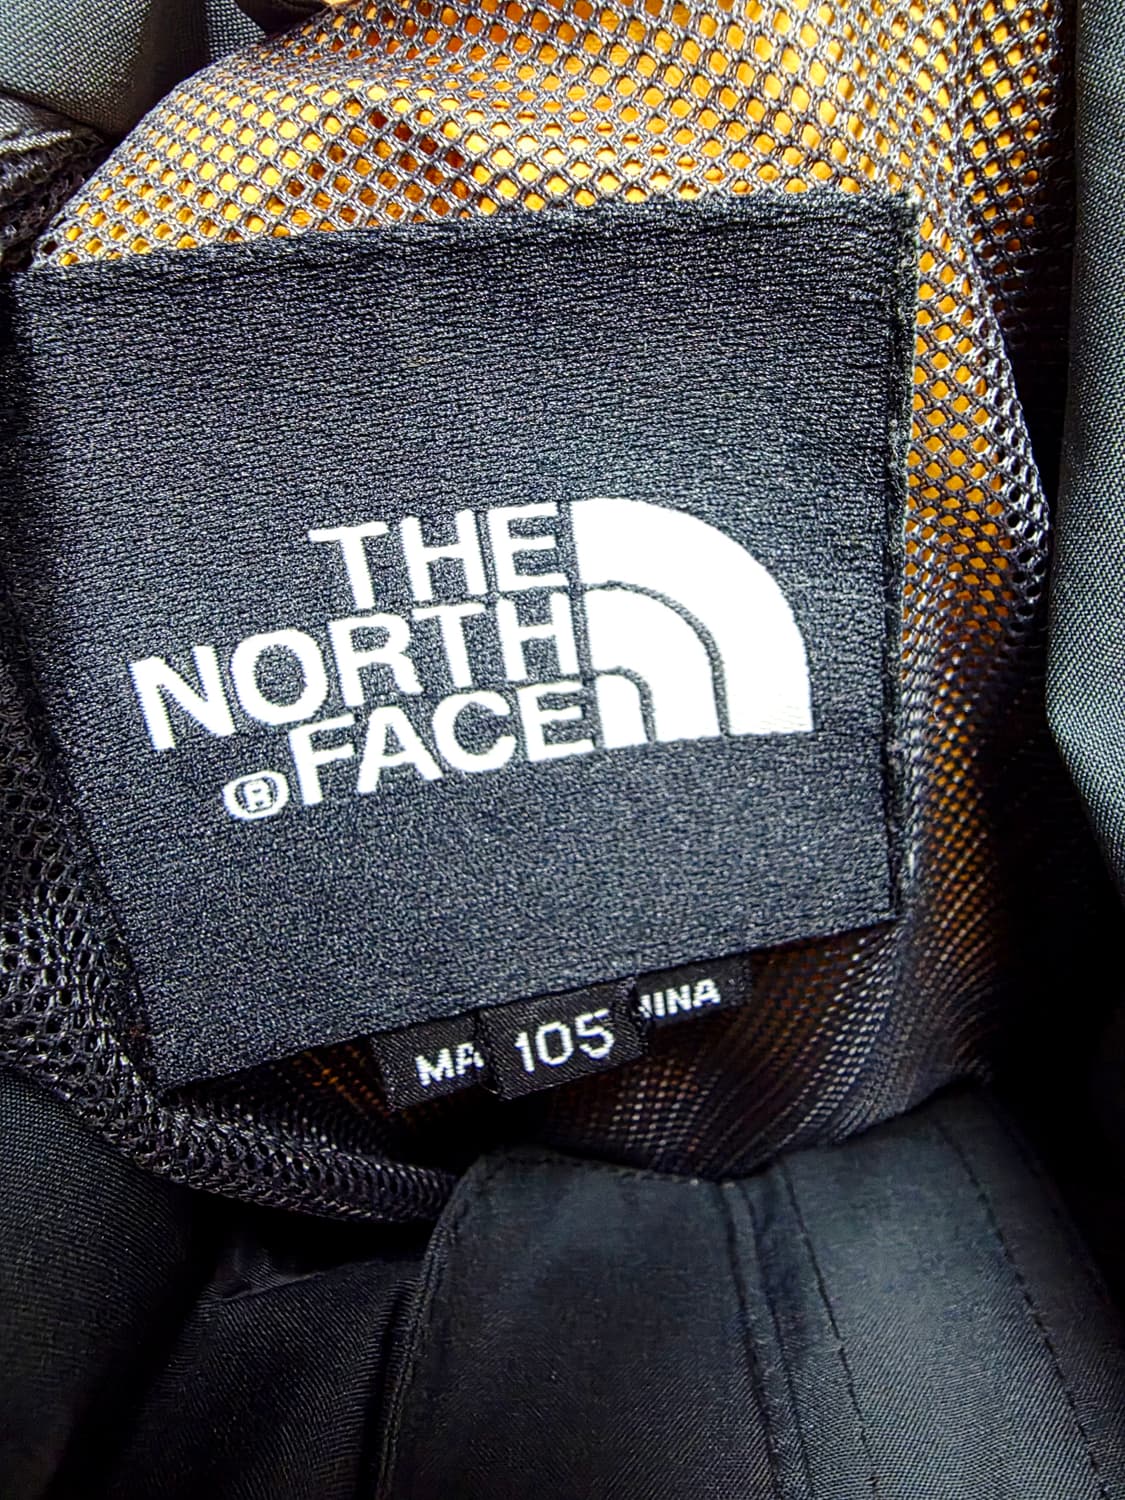 THE
NORTH
®FACE
MA 105 INA